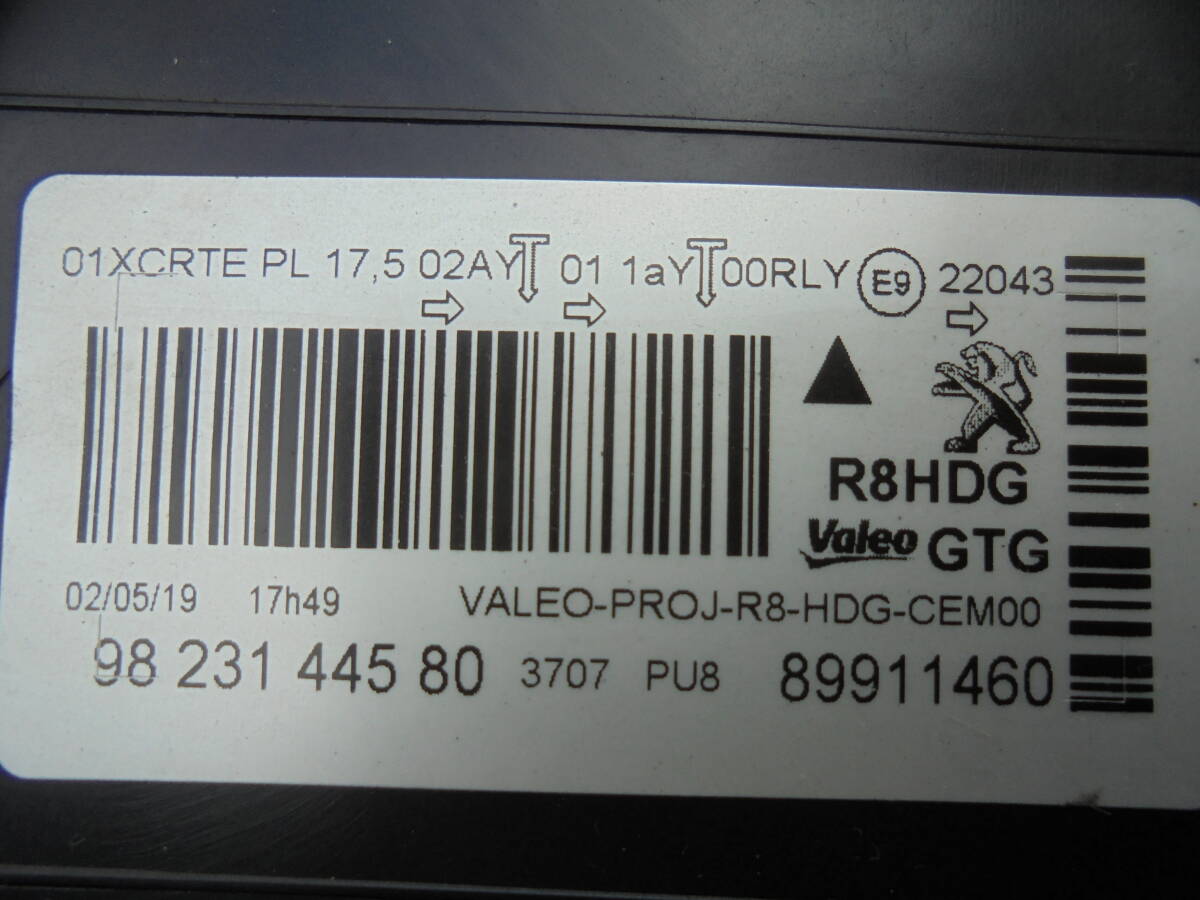 01XCRTE PL 17,5 02AY 01 1aY 00RLY E9 22043
R8HDG
Valeo GTG
02/05/19 17h49 VALEO-PROJ-R8-HDG-CEM00
98 231 445 80 3707 PU8 89911460